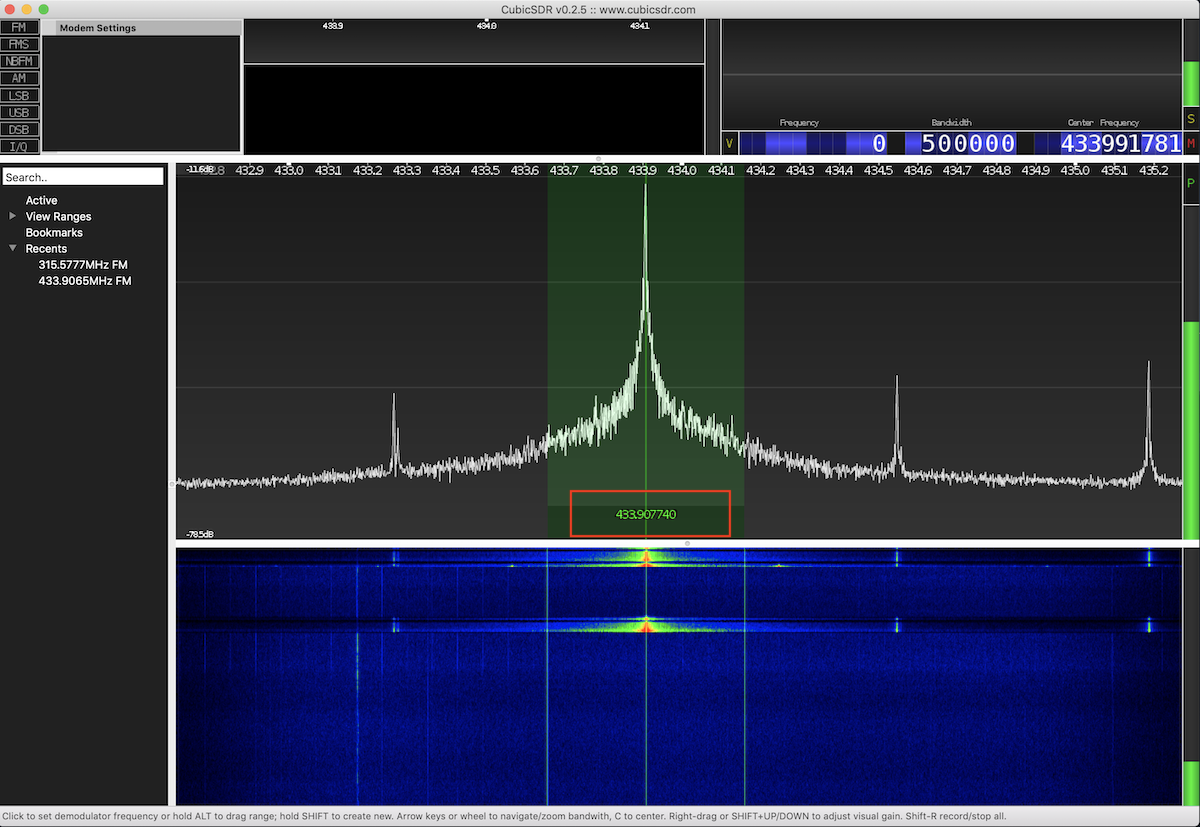 CubicSDR v0.2.5 :: www.cubicsdr.com
FM
FMS
NBFM
AM
LSB
USB
DSB
I/Q
Modem Settings
433.9 434.0 434.1
Frequency Bandwidth Center Frequency
V 0 500000 433991781
S
M
P
Search..
Active
View Ranges
Bookmarks
Recents
315.5777MHz FM
433.9065MHz FM
-11.6dB 432.9 433.0 433.1 433.2 433.3 433.4 433.5 433.6 433.7 433.8 433.9 434.0 434.1 434.2 434.3 434.4 434.5 434.6 434.7 434.8 434.9 435.0 435.1 435.2
433.907740
-78.5dB
Click to set demodulator frequency or hold ALT to drag range; hold SHIFT to create new. Arrow keys or wheel to navigate/zoom bandwith, C to center. Right-drag or SHIFT+UP/DOWN to adjust visual gain. Shift-R record/stop all.